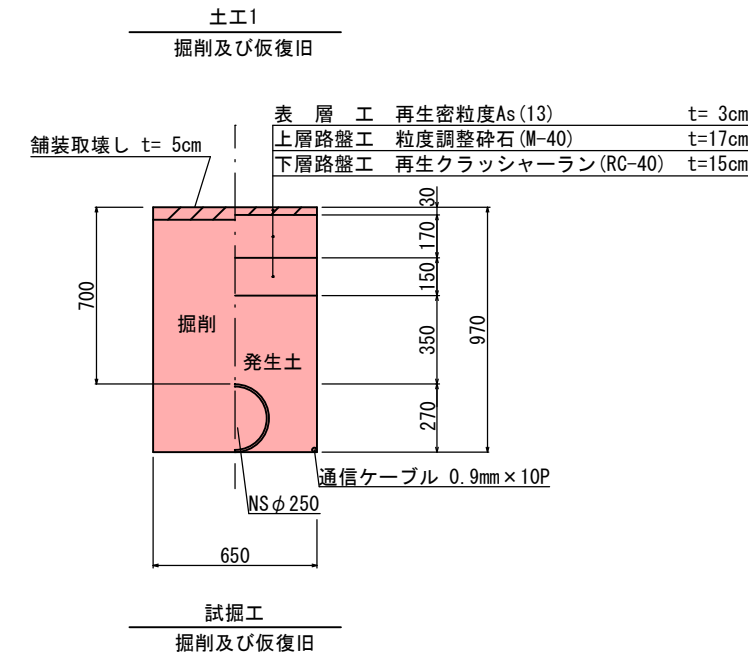 土工1
掘削及び仮復旧
表 層 工 再生密粒度As(13) t= 3cm
舗装取壊し t= 5cm
上層路盤工 粒度調整砕石(M-40) t=17cm
下層路盤工 再生クラッシャーラン(RC-40) t=15cm
30
170
700
150
掘削
発生土
350
970
270
通信ケーブル 0.9mm×10P
NSφ250
650
試掘工
掘削及び仮復旧